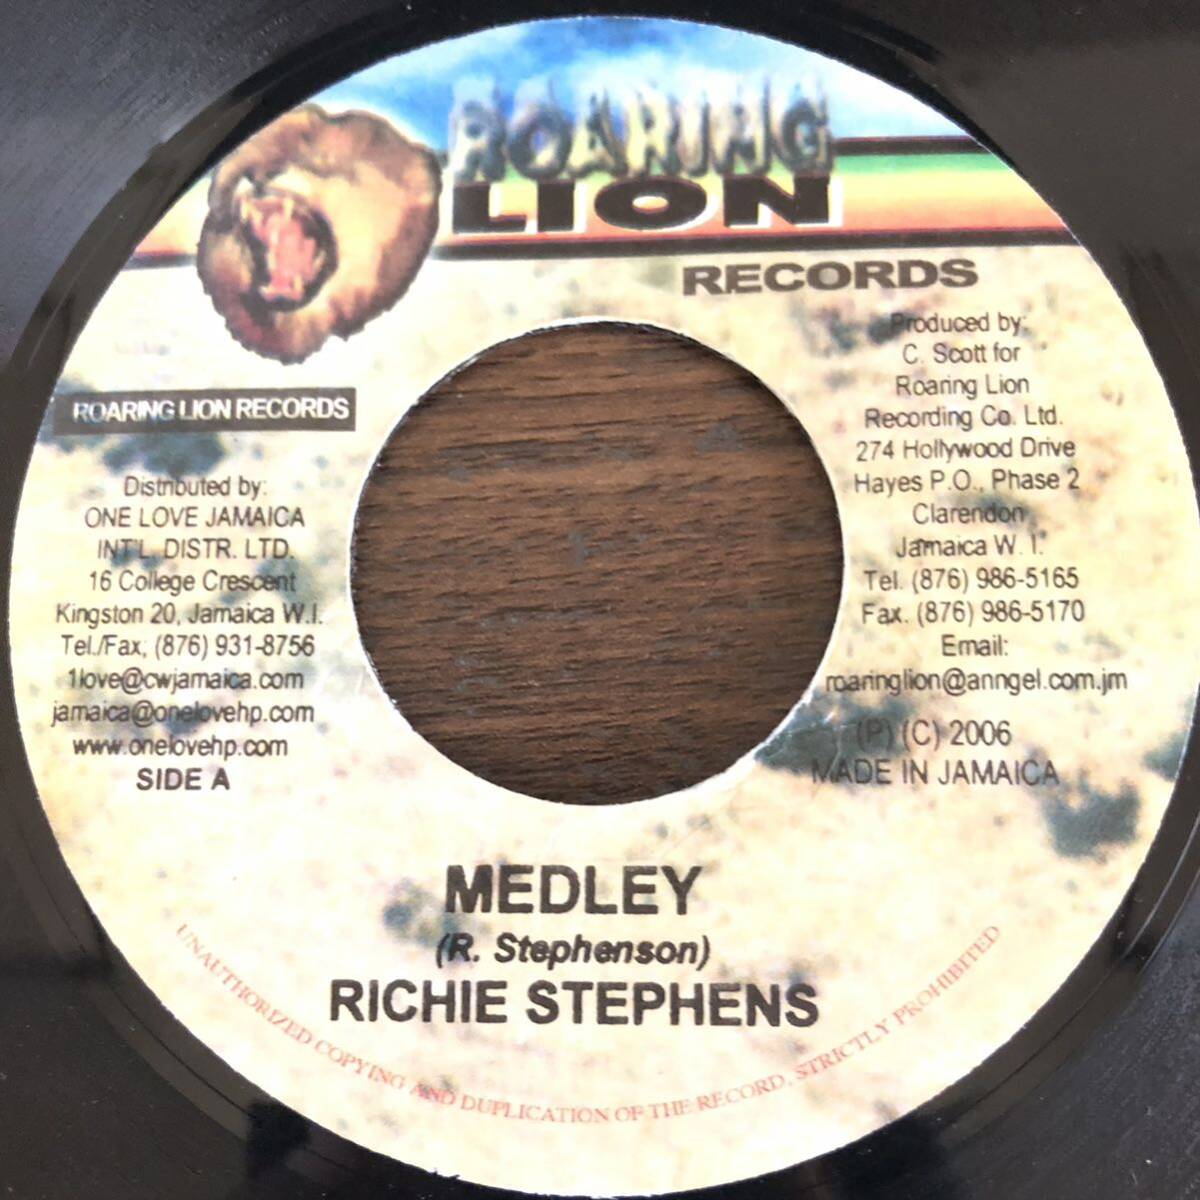 ROARING
LION
RECORDS
ROARING LION RECORDS
Distributed by:
ONE LOVE JAMAICA
INT'L. DISTR. LTD.
16 College Crescent
Kingston 20, Jamaica W.I.
Tel./Fax; (876) 931-8756
1love@cwjamaica.com
jamaica@onelovehp.com
www.onelovehp.com
SIDE A
Produced by:
C. Scott for
Roaring Lion
Recording Co. Ltd.
274 Hollywood Drive
Hayes P.O., Phase 2
Clarendon
Jamaica W. I.
Tel. (876) 986-5165
Fax. (876) 986-5170
Email:
roaringlion@anngel.com.jm
(P) (C) 2006
MADE IN JAMAICA
MEDLEY
(R. Stephenson)
RICHIE STEPHENS
UNAUTHORIZED COPYING AND DUPLICATION OF THE RECORD, STRICTLY PROHIBITED